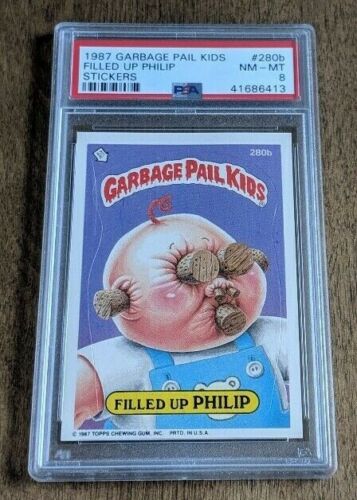 1987 GARBAGE PAIL KIDS #280b
FILLED UP PHILIP NM - MT
STICKERS 8
PSA 41686413
280b
GARBAGE PAIL KIDS
FILLED UP PHILIP
© 1987 TOPPS CHEWING GUM, INC. PRTD. IN U.S.A.